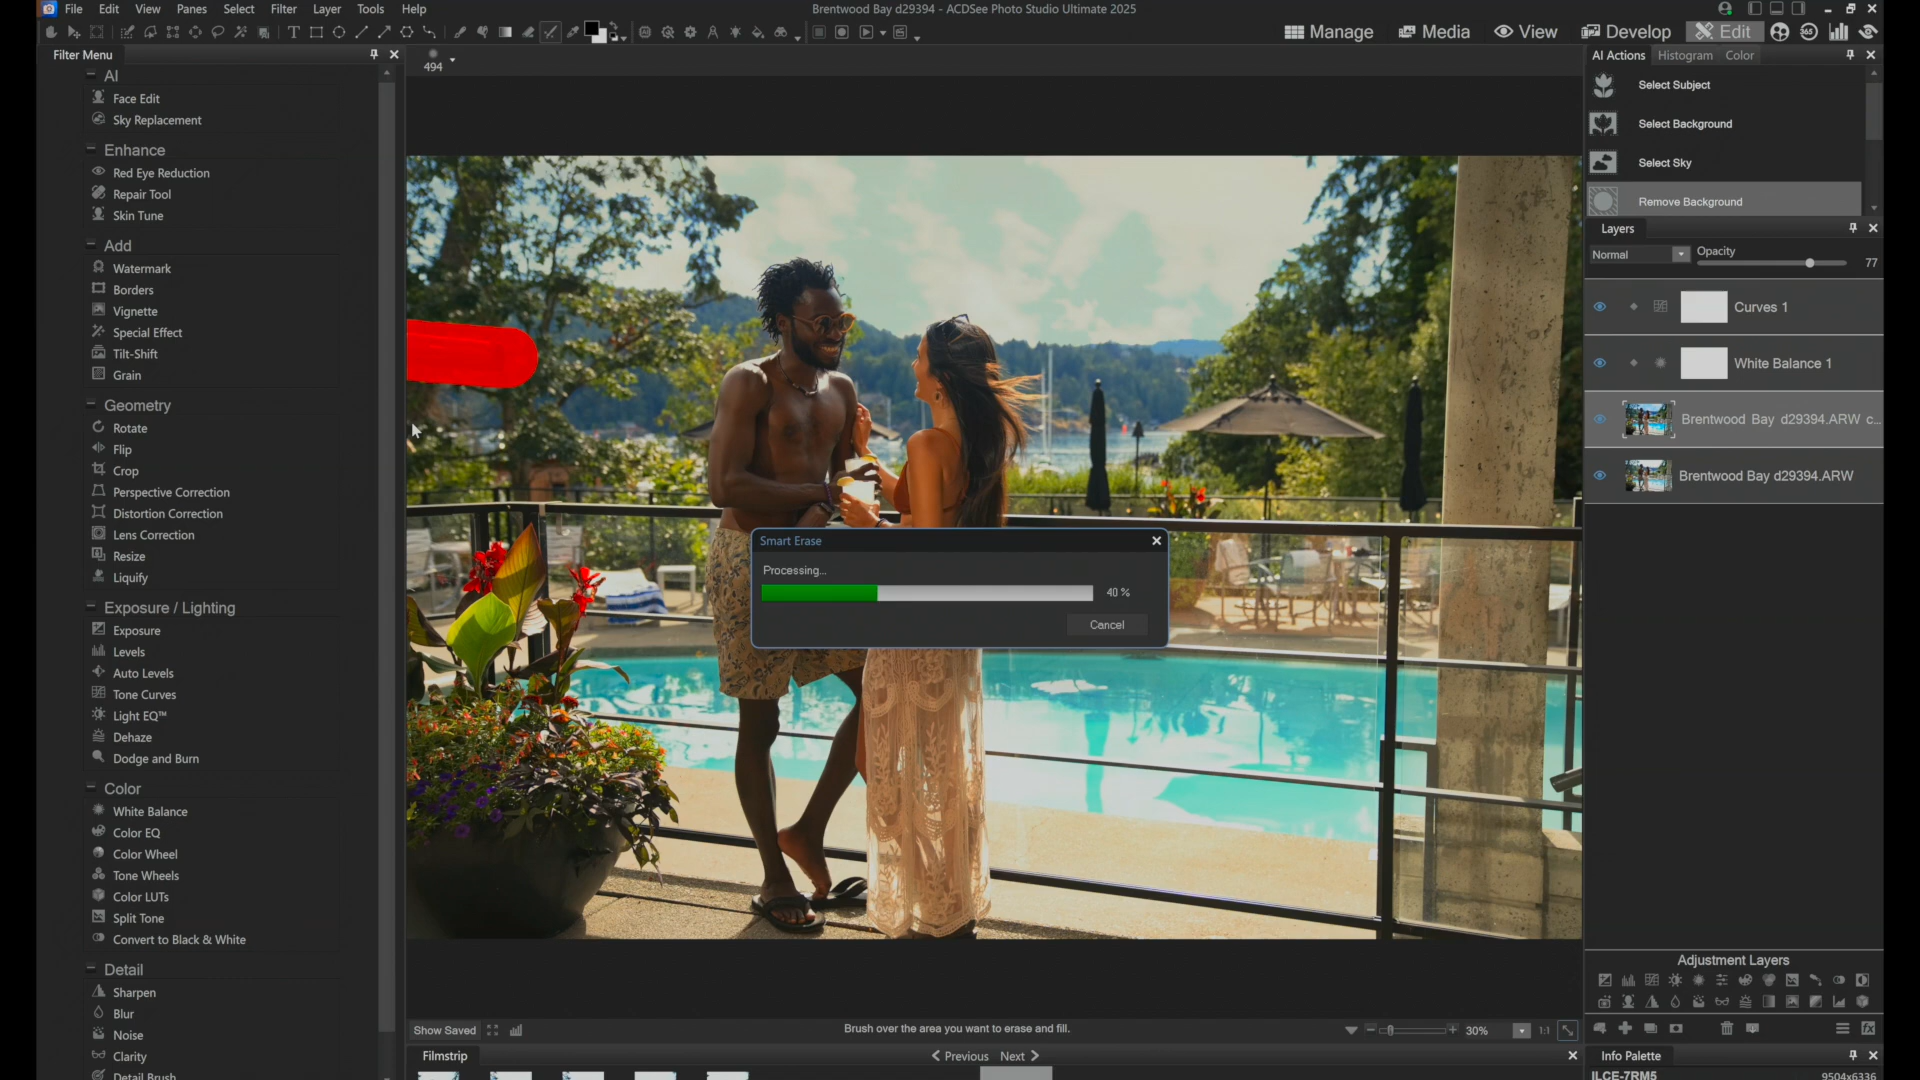 File Edit View Panes Select Filter Layer Tools Help
Brentwood Bay d29394 - ACDSee Photo Studio Ultimate 2025
Manage Media View Develop Edit 365
Filter Menu
AI
Face Edit
Sky Replacement
Enhance
Red Eye Reduction
Repair Tool
Skin Tune
Add
Watermark
Borders
Vignette
Special Effect
Tilt-Shift
Grain
Geometry
Rotate
Flip
Crop
Perspective Correction
Distortion Correction
Lens Correction
Resize
Liquify
Exposure / Lighting
Exposure
Levels
Auto Levels
Tone Curves
Light EQ™
Dehaze
Dodge and Burn
Color
White Balance
Color EQ
Color Wheel
Tone Wheels
Color LUTs
Split Tone
Convert to Black & White
Detail
Sharpen
Blur
Noise
Clarity
Detail Brush
494
Smart Erase
Processing...
40 %
Cancel
Show Saved
Brush over the area you want to erase and fill.
30%
1:1
Filmstrip
Previous Next
AI Actions Histogram Color
Select Subject
Select Background
Select Sky
Remove Background
Layers
Normal
Opacity
77
Curves 1
White Balance 1
Brentwood Bay d29394.ARW c...
Brentwood Bay d29394.ARW
Adjustment Layers
Info Palette
ILCE-7RM5
9504x6336